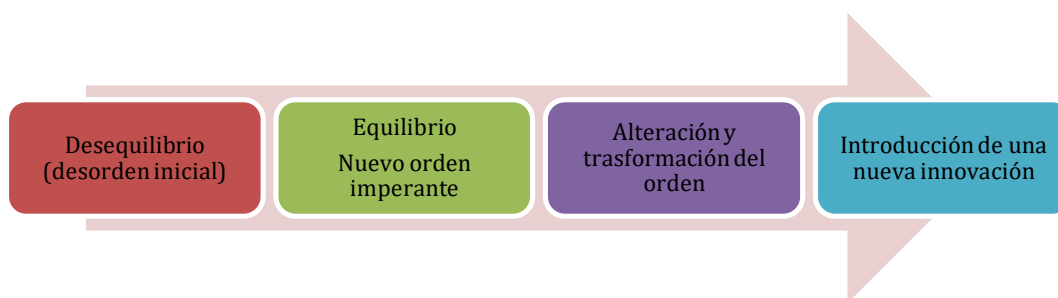 Desequilibrio
(desorden inicial)
Equilibrio
Nuevo orden
imperante
Alteración y
trasformación del
orden
Introducción de una
nueva innovación